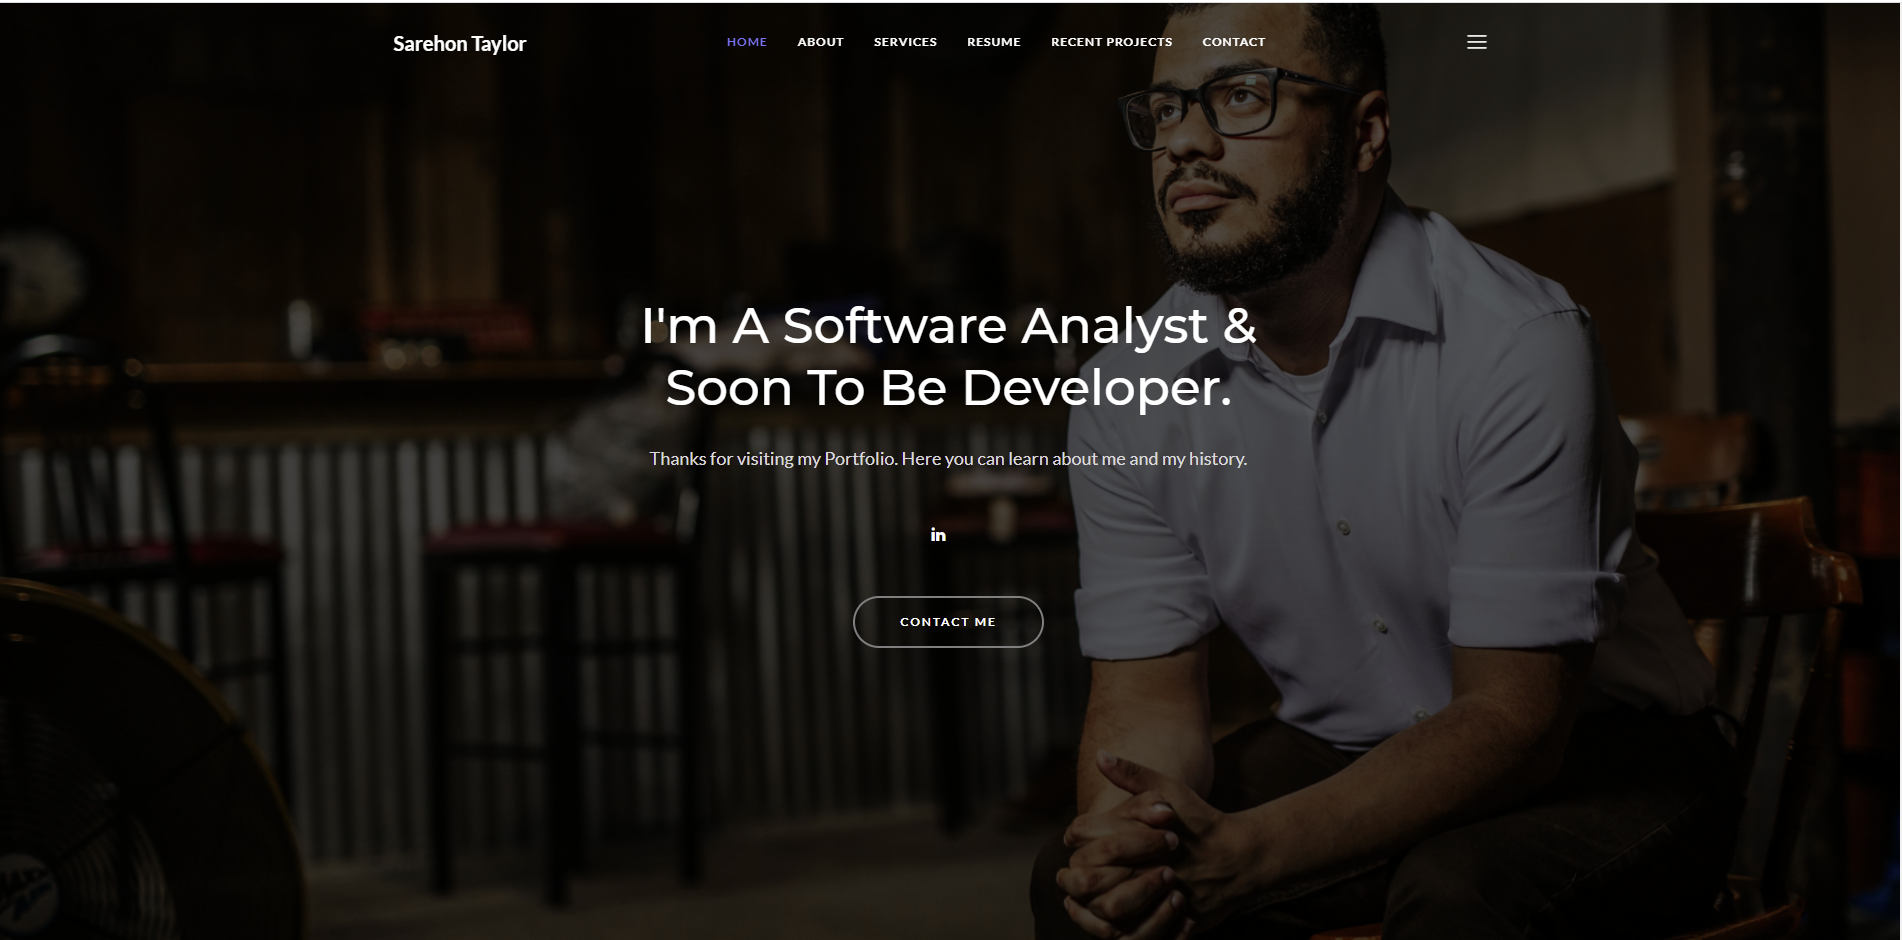 Sarehon Taylor
HOME ABOUT SERVICES RESUME RECENT PROJECTS CONTACT
I'm A Software Analyst &
Soon To Be Developer.
Thanks for visiting my Portfolio. Here you can learn about me and my history.
in
CONTACT ME